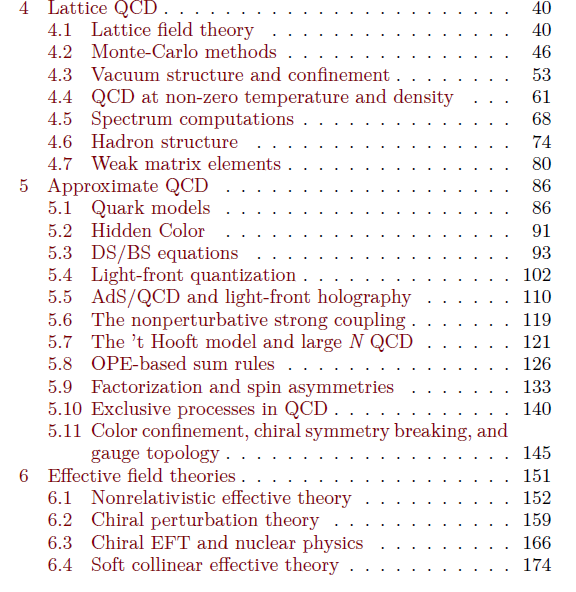 4 Lattice QCD . . . . . . . . . . . . . . . . . . . . . . . 40
4.1 Lattice field theory . . . . . . . . . . . . . . . . 40
4.2 Monte-Carlo methods . . . . . . . . . . . . . . . 46
4.3 Vacuum structure and confinement . . . . . . . . 53
4.4 QCD at non-zero temperature and density . . . 61
4.5 Spectrum computations . . . . . . . . . . . . . . 68
4.6 Hadron structure . . . . . . . . . . . . . . . . . 74
4.7 Weak matrix elements . . . . . . . . . . . . . . . 80
5 Approximate QCD . . . . . . . . . . . . . . . . . . . 86
5.1 Quark models . . . . . . . . . . . . . . . . . . . 86
5.2 Hidden Color . . . . . . . . . . . . . . . . . . . 91
5.3 DS/BS equations . . . . . . . . . . . . . . . . . 93
5.4 Light-front quantization . . . . . . . . . . . . . . 102
5.5 AdS/QCD and light-front holography . . . . . . 110
5.6 The nonperturbative strong coupling . . . . . . . 119
5.7 The ’t Hooft model and large N QCD . . . . . . 121
5.8 OPE-based sum rules . . . . . . . . . . . . . . . 126
5.9 Factorization and spin asymmetries . . . . . . . 133
5.10 Exclusive processes in QCD . . . . . . . . . . . . 140
5.11 Color confinement, chiral symmetry breaking, and
gauge topology . . . . . . . . . . . . . . . . . . . 145
6 Effective field theories . . . . . . . . . . . . . . . . . . 151
6.1 Nonrelativistic effective theory . . . . . . . . . . 152
6.2 Chiral perturbation theory . . . . . . . . . . . . 159
6.3 Chiral EFT and nuclear physics . . . . . . . . . 166
6.4 Soft collinear effective theory . . . . . . . . . . . 174